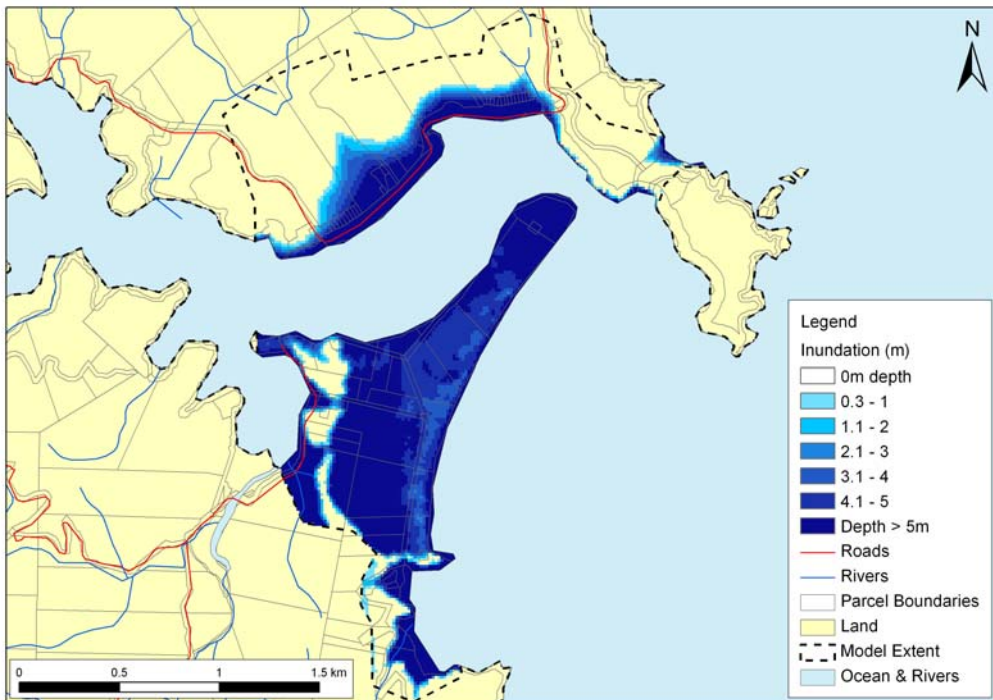 N
Legend
Inundation (m)
0m depth
0.3 - 1
1.1 - 2
2.1 - 3
3.1 - 4
4.1 - 5
Depth > 5m
Roads
Rivers
Parcel Boundaries
Land
Model Extent
Ocean & Rivers
0 0.5 1 1.5 km